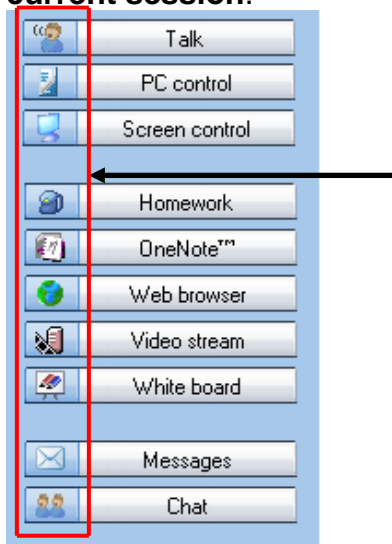 current session.
Talk
PC control
Screen control
Homework
OneNote™
Web browser
Video stream
White board
Messages
Chat